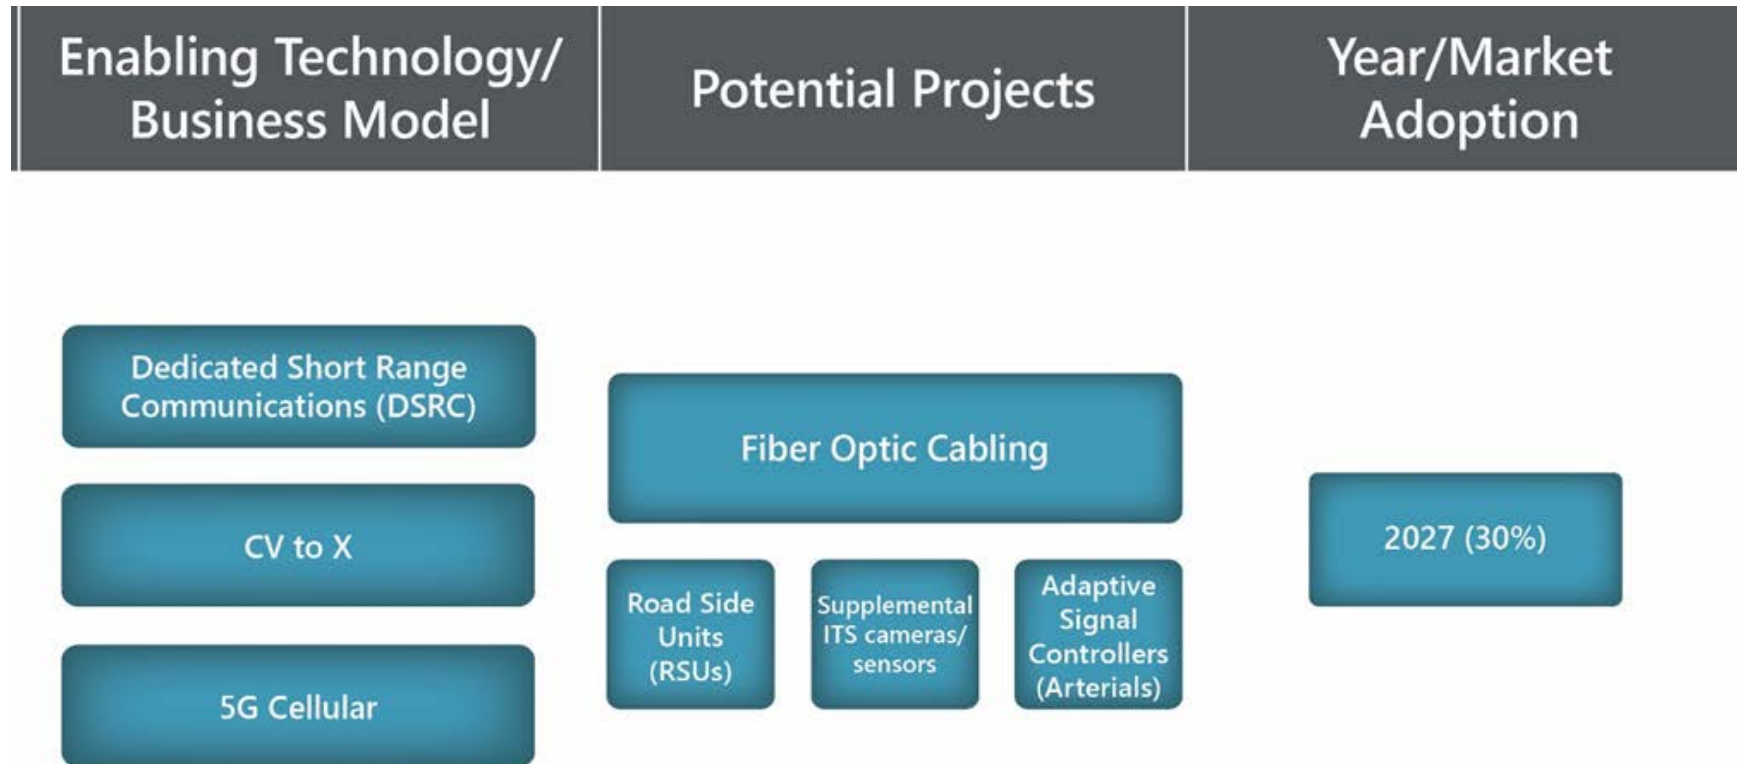 Enabling Technology/
Business Model
Potential Projects
Year/Market
Adoption
Dedicated Short Range
Communications (DSRC)
CV to X
5G Cellular
Fiber Optic Cabling
Road Side
Units
(RSUs)
Supplemental
ITS cameras/
sensors
Adaptive
Signal
Controllers
(Arterials)
2027 (30%)